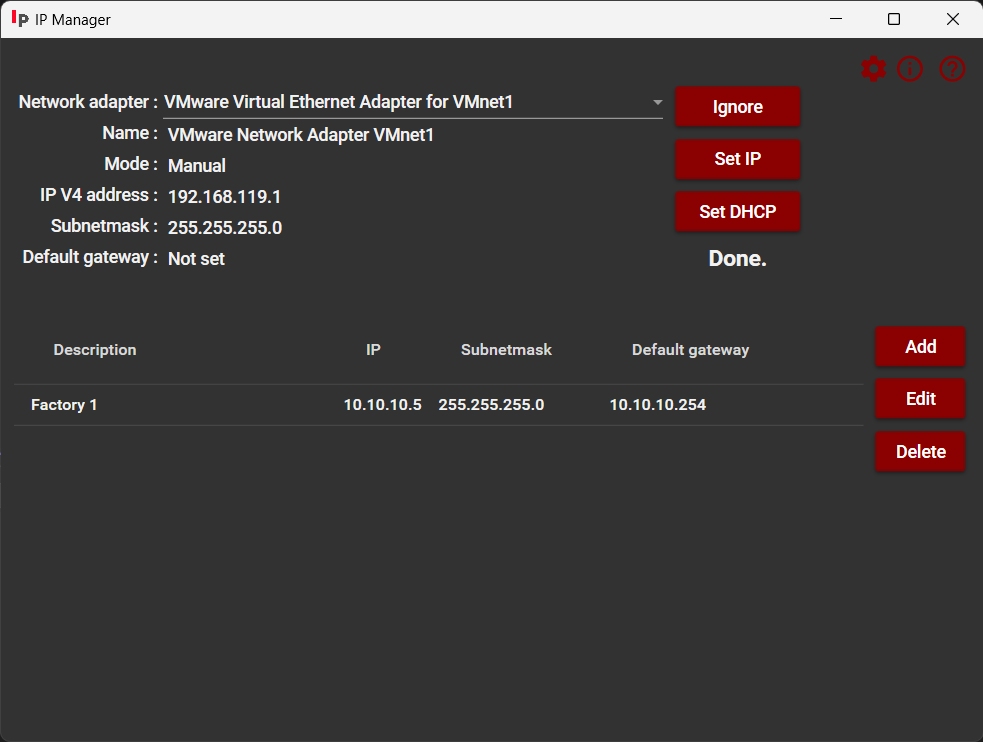 IP IP Manager
Network adapter : VMware Virtual Ethernet Adapter for VMnet1
Ignore
Name : VMware Network Adapter VMnet1
Mode : Manual
Set IP
IP V4 address : 192.168.119.1
Set DHCP
Subnetmask : 255.255.255.0
Default gateway : Not set
Done.
Description IP Subnetmask Default gateway
Add
Factory 1 10.10.10.5 255.255.255.0 10.10.10.254
Edit
Delete